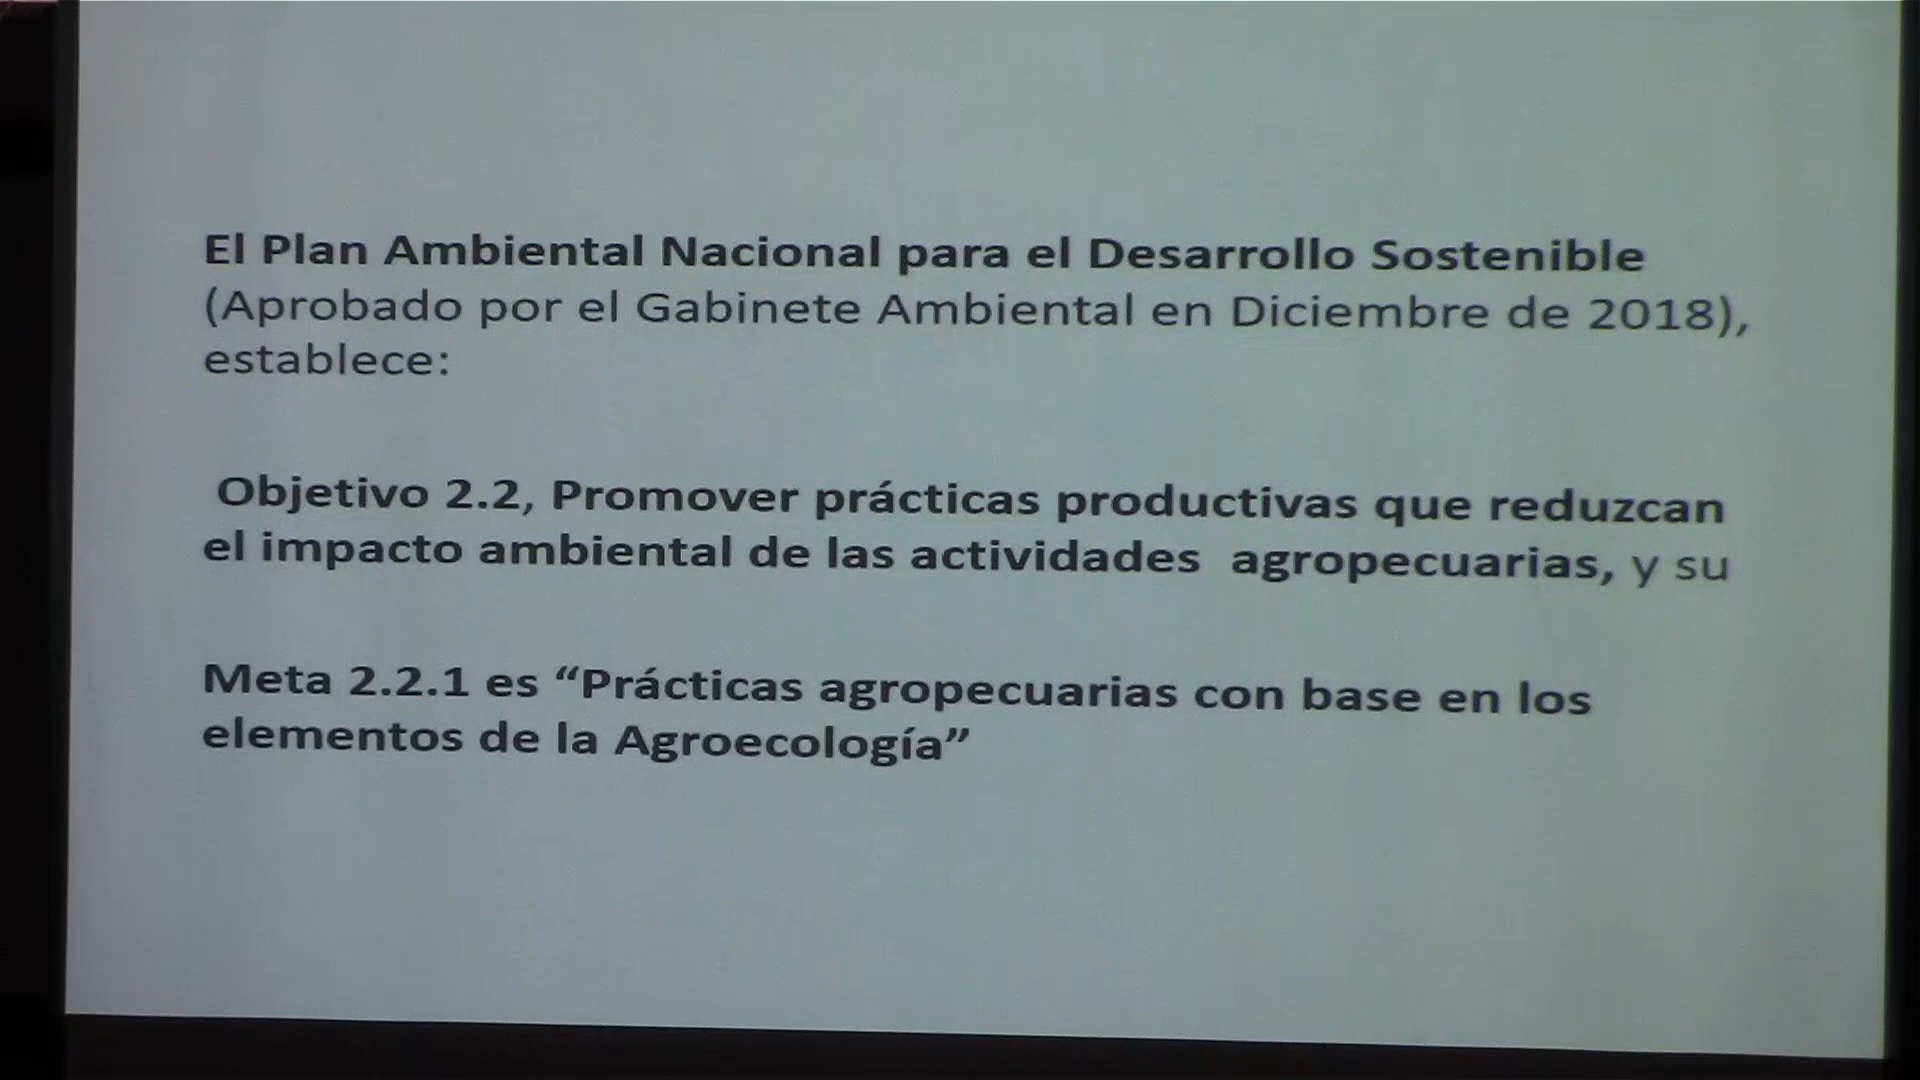 El Plan Ambiental Nacional para el Desarrollo Sostenible
(Aprobado por el Gabinete Ambiental en Diciembre de 2018),
establece:
Objetivo 2.2, Promover prácticas productivas que reduzcan
el impacto ambiental de las actividades agropecuarias, y su
Meta 2.2.1 es “Prácticas agropecuarias con base en los
elementos de la Agroecología”